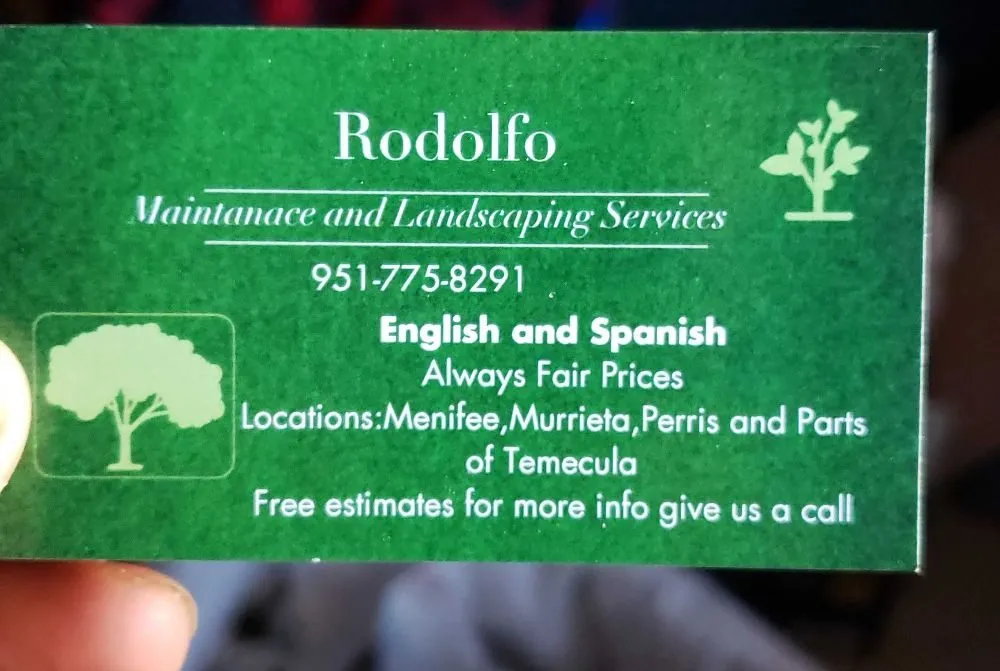 Rodolfo
Maintanace and Landscaping Services
951-775-8291
English and Spanish
Always Fair Prices
Locations:Menifee,Murrieta,Perris and Parts
of Temecula
Free estimates for more info give us a call